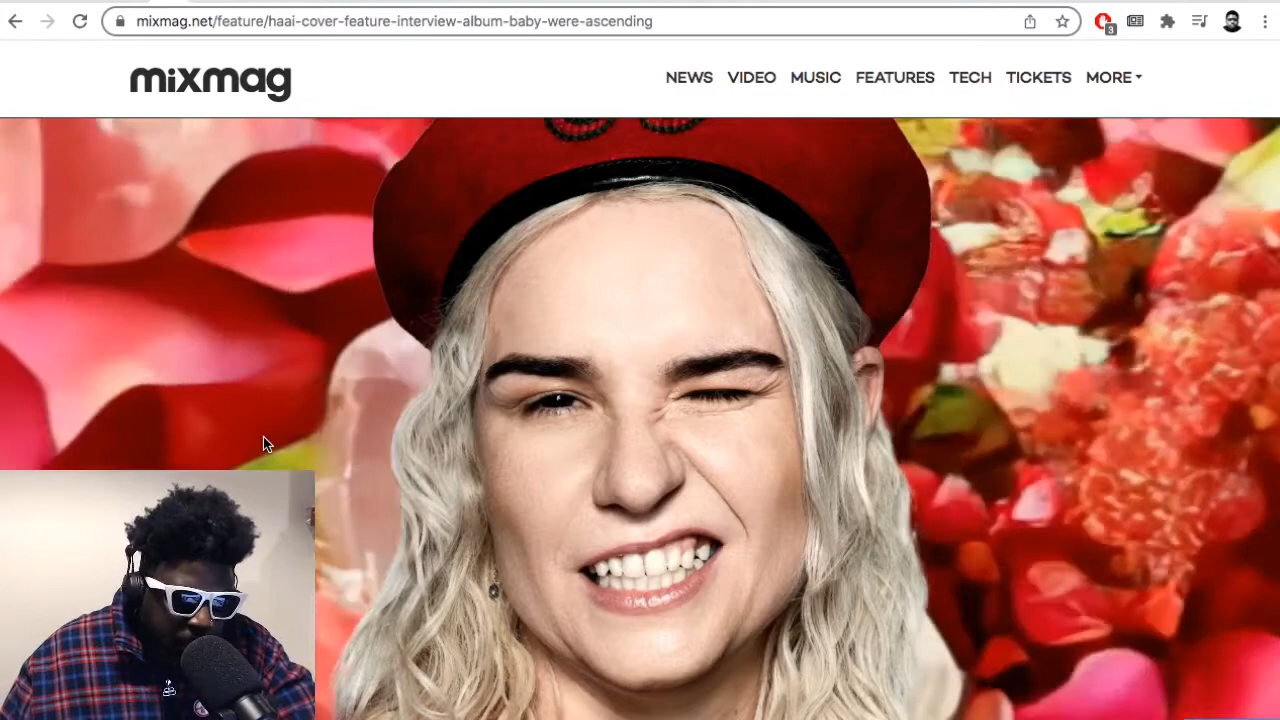 mixmag.net/feature/haai-cover-feature-interview-album-baby-were-ascending
3
mixmag
NEWS VIDEO MUSIC FEATURES TECH TICKETS MORE